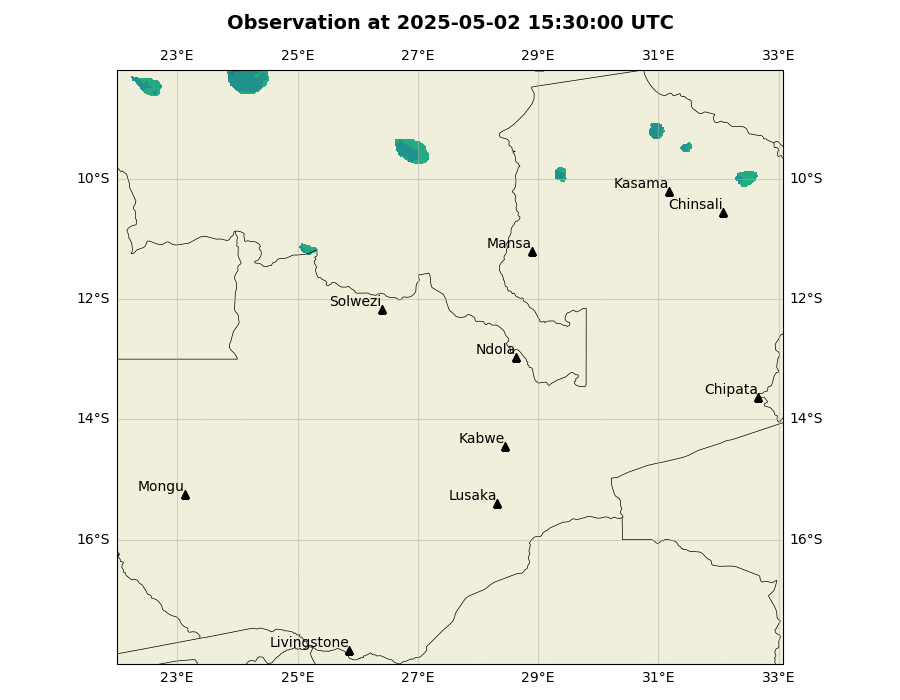 Observation at 2025-05-02 15:30:00 UTC
23°E 25°E 27°E 29°E 31°E 33°E
10°S 10°S
Kasama
Chinsali
Mansa
12°S 12°S
Solwezi
Ndola
Chipata
14°S 14°S
Kabwe
Mongu
Lusaka
16°S 16°S
Livingstone
23°E 25°E 27°E 29°E 31°E 33°E